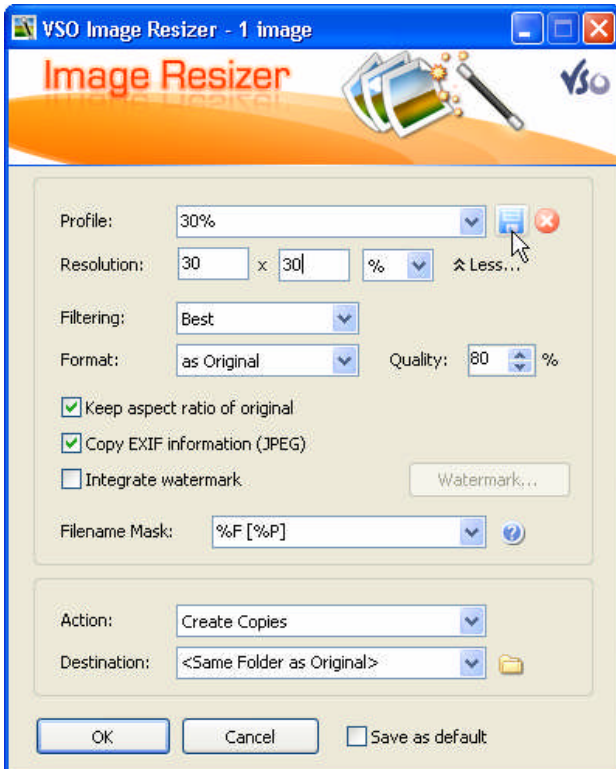 VSO Image Resizer - 1 image
Image Resizer
VSO
Profile: 30%
Resolution: 30 x 30 % Less...
Filtering: Best
Format: as Original Quality: 80 %
Keep aspect ratio of original
Copy EXIF information (JPEG)
Integrate watermark Watermark...
Filename Mask: %F [%P]
Action: Create Copies
Destination: <Same Folder as Original>
OK Cancel Save as default